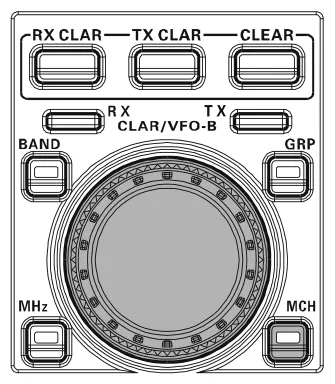 RX CLAR TX CLAR CLEAR
RX TX
CLAR/VFO-B
BAND GRP
MHz MCH